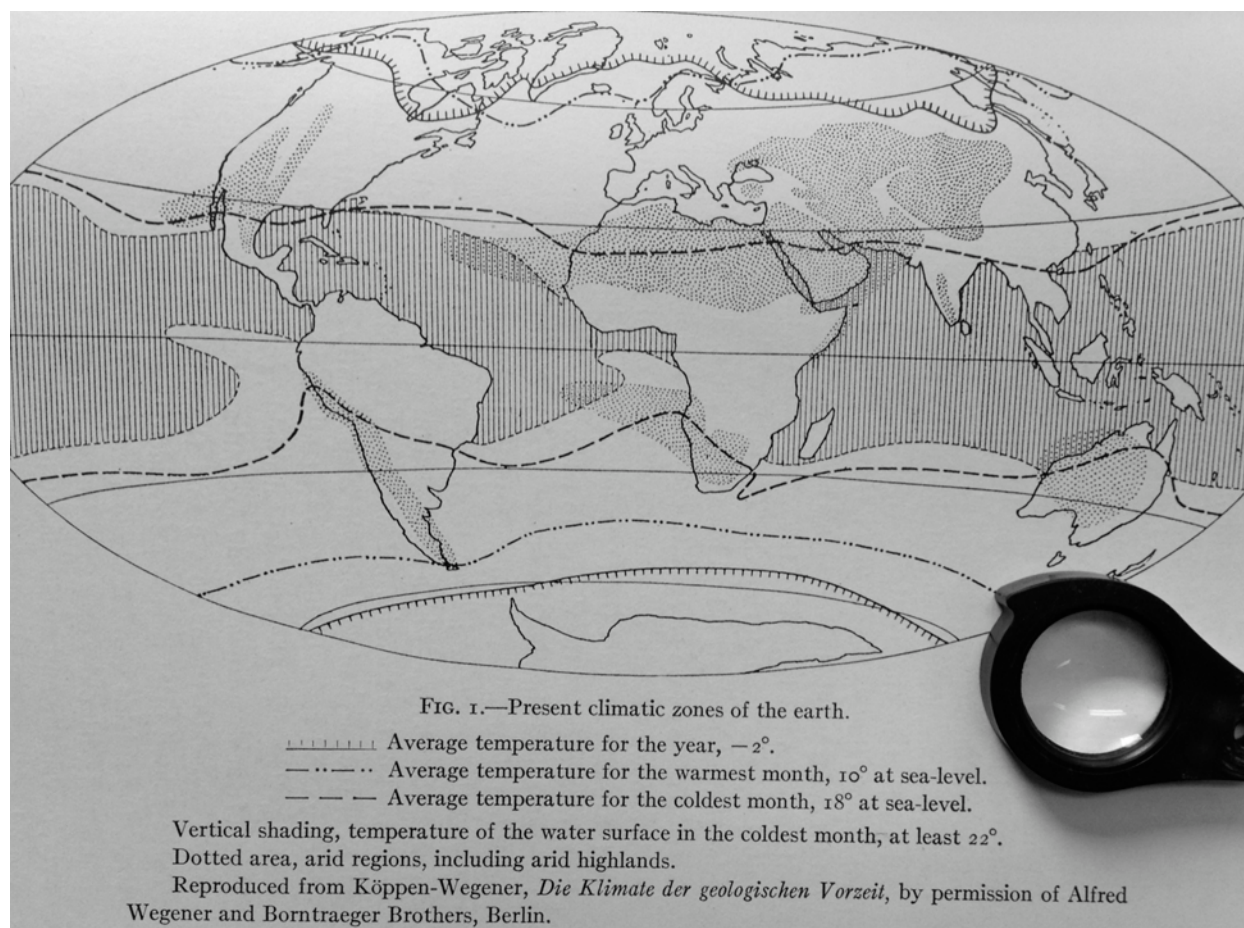 FIG. 1.—Present climatic zones of the earth.
Average temperature for the year, −2°.
Average temperature for the warmest month, 10° at sea-level.
Average temperature for the coldest month, 18° at sea-level.
Vertical shading, temperature of the water surface in the coldest month, at least 22°.
Dotted area, arid regions, including arid highlands.
Reproduced from Köppen-Wegener, Die Klimate der geologischen Vorzeit, by permission of Alfred
Wegener and Borntraeger Brothers, Berlin.